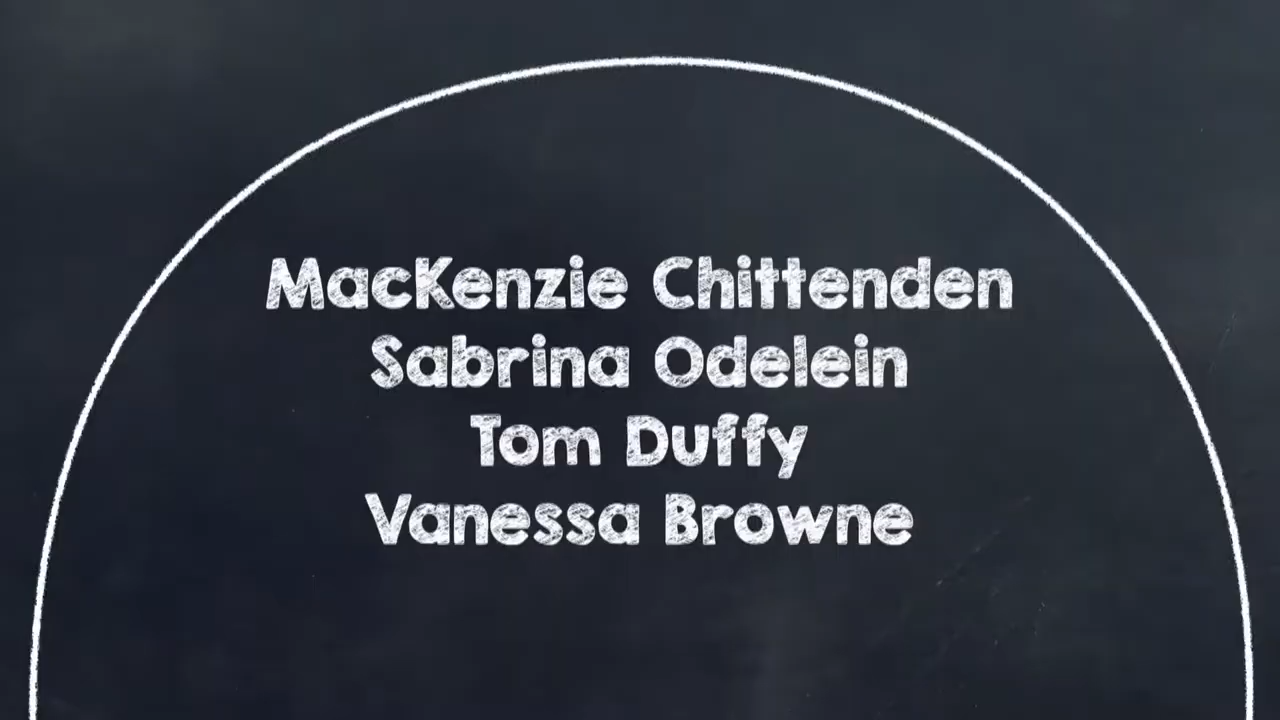 MacKenzie Chittenden
Sabrina Odelein
Tom Duffy
Vanessa Browne